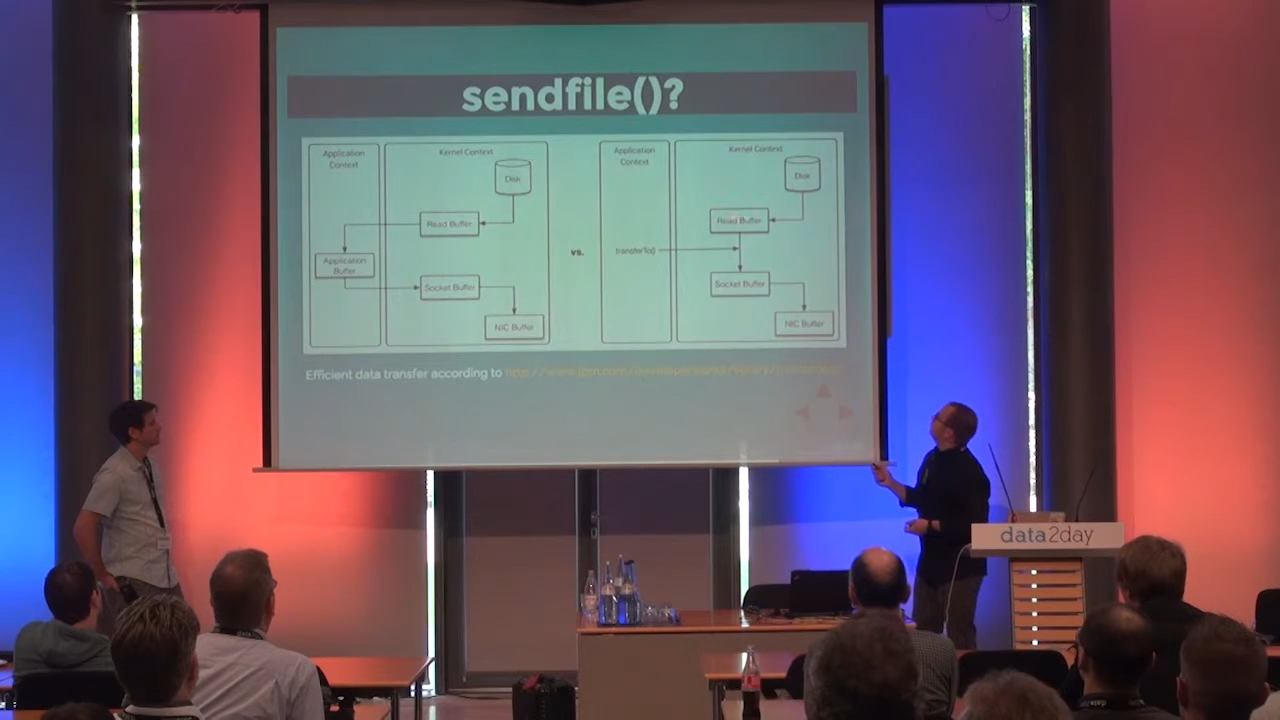 sendfile()?
Application
Context
Kernel Context
Disk
Read Buffer
Application
Buffer
Socket Buffer
NIC Buffer
vs.
Application
Context
Kernel Context
Disk
Read Buffer
transferTo()
Socket Buffer
NIC Buffer
Efficient data transfer according to
data2day